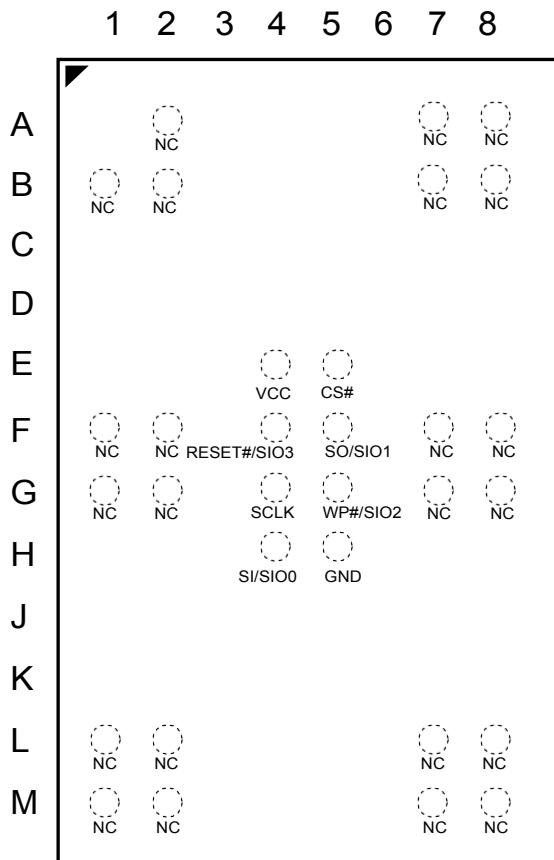 1 2 3 4 5 6 7 8
A
NC NC NC
B
NC NC NC NC
C
D
E
VCC CS#
F
NC NC RESET#/SIO3 SO/SIO1 NC NC
G
NC NC SCLK WP#/SIO2 NC NC
H
SI/SIO0 GND
J
K
L
NC NC NC NC
M
NC NC NC NC